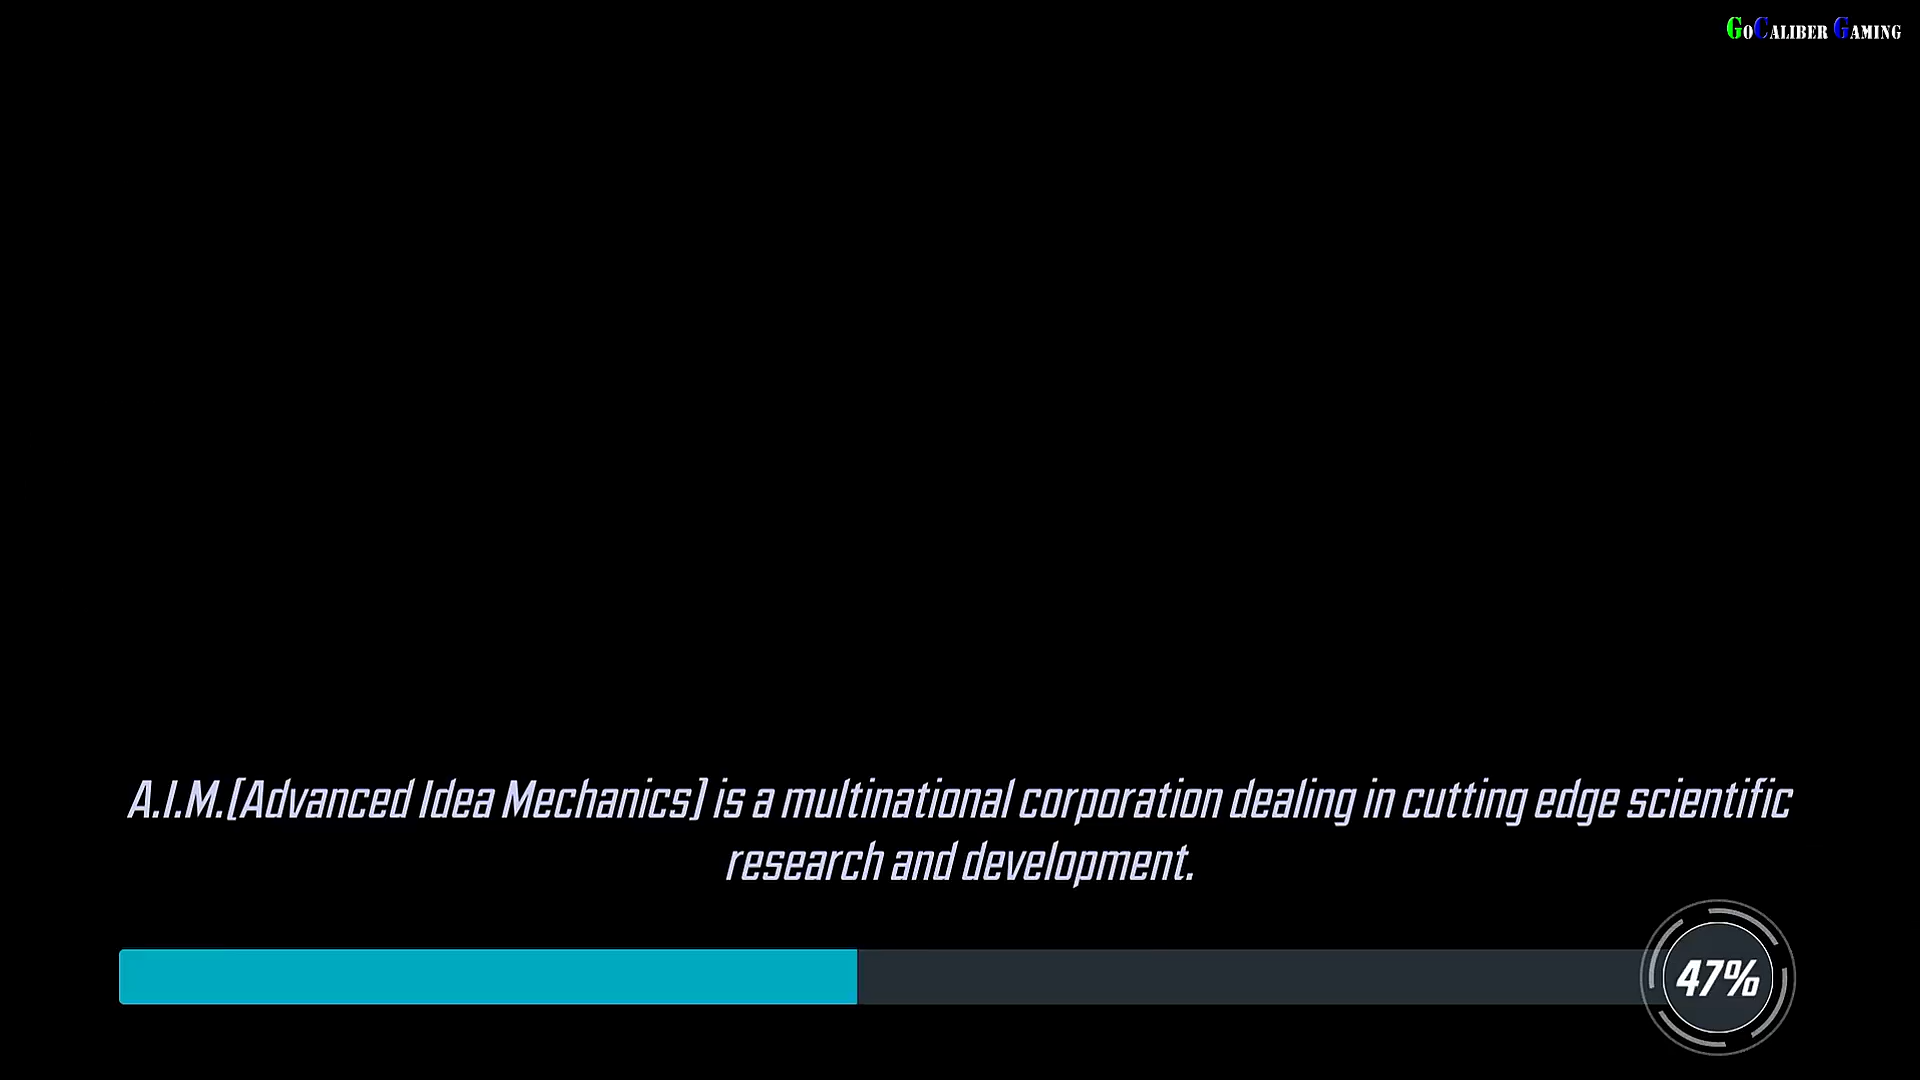 GoCaliber Gaming
A.I.M.[Advanced Idea Mechanics] is a multinational corporation dealing in cutting edge scientific
research and development.
47%